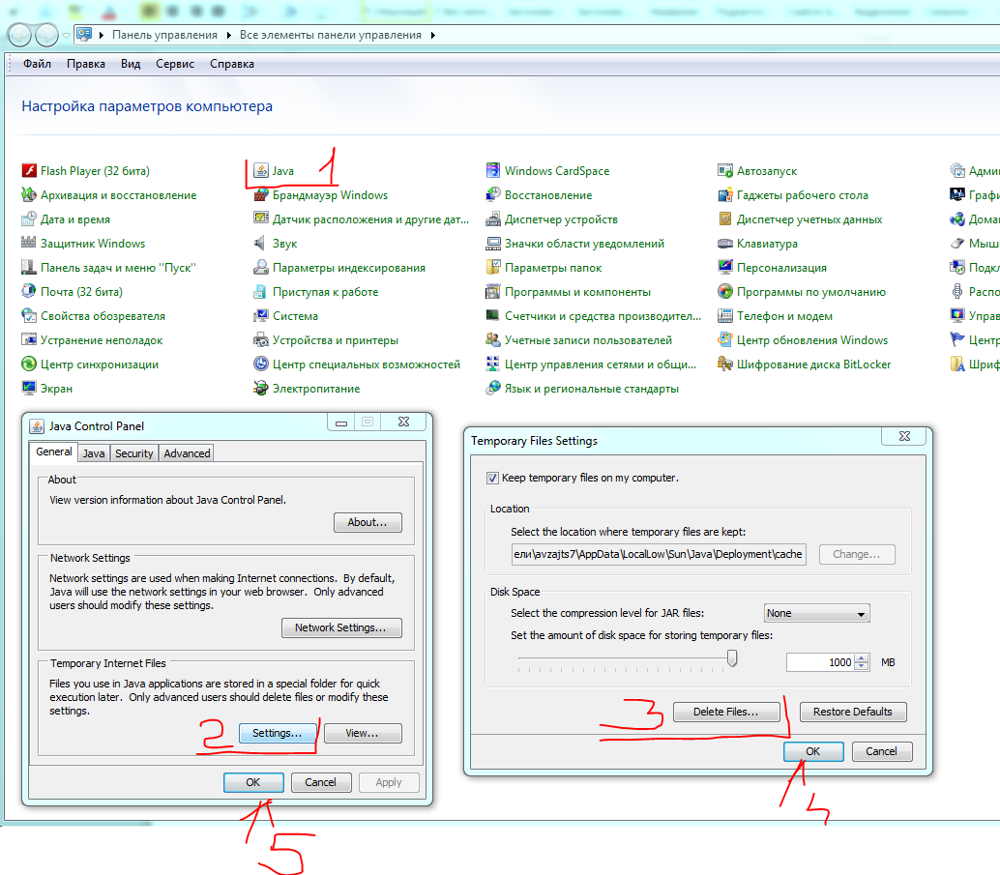 Панель управления ▸ Все элементы панели управления ▸
Файл Правка Вид Сервис Справка
Настройка параметров компьютера
Flash Player (32 бита)
Java 1
Windows CardSpace
Автозапуск
Админ
Архивация и восстановление
Брандмауэр Windows
Восстановление
Гаджеты рабочего стола
Графи
Дата и время
Датчик расположения и другие дат...
Диспетчер устройств
Диспетчер учетных данных
Дома
Защитник Windows
Звук
Значки области уведомлений
Клавиатура
Мыш
Панель задач и меню ''Пуск''
Параметры индексирования
Параметры папок
Персонализация
Подкл
Почта (32 бита)
Приступая к работе
Программы и компоненты
Программы по умолчанию
Распо
Свойства обозревателя
Система
Счетчики и средства производител...
Телефон и модем
Управ
Устранение неполадок
Устройства и принтеры
Учетные записи пользователей
Центр обновления Windows
Центр
Центр синхронизации
Центр специальных возможностей
Центр управления сетями и общи...
Шифрование диска BitLocker
Шриф
Экран
Электропитание
Язык и региональные стандарты
Java Control Panel
General Java Security Advanced
About
View version information about Java Control Panel.
About...
Network Settings
Network settings are used when making Internet connections. By default,
Java will use the network settings in your web browser. Only advanced
users should modify these settings.
Network Settings...
Temporary Internet Files
Files you use in Java applications are stored in a special folder for quick
execution later. Only advanced users should delete files or modify these
settings.
2 Settings... View...
OK Cancel Apply
5
Temporary Files Settings
Keep temporary files on my computer.
Location
Select the location where temporary files are kept:
ели\avzajts7\AppData\LocalLow\Sun\Java\Deployment\cache Change...
Disk Space
Select the compression level for JAR files: None
Set the amount of disk space for storing temporary files:
1000 MB
3 Delete Files... Restore Defaults
OK Cancel
4